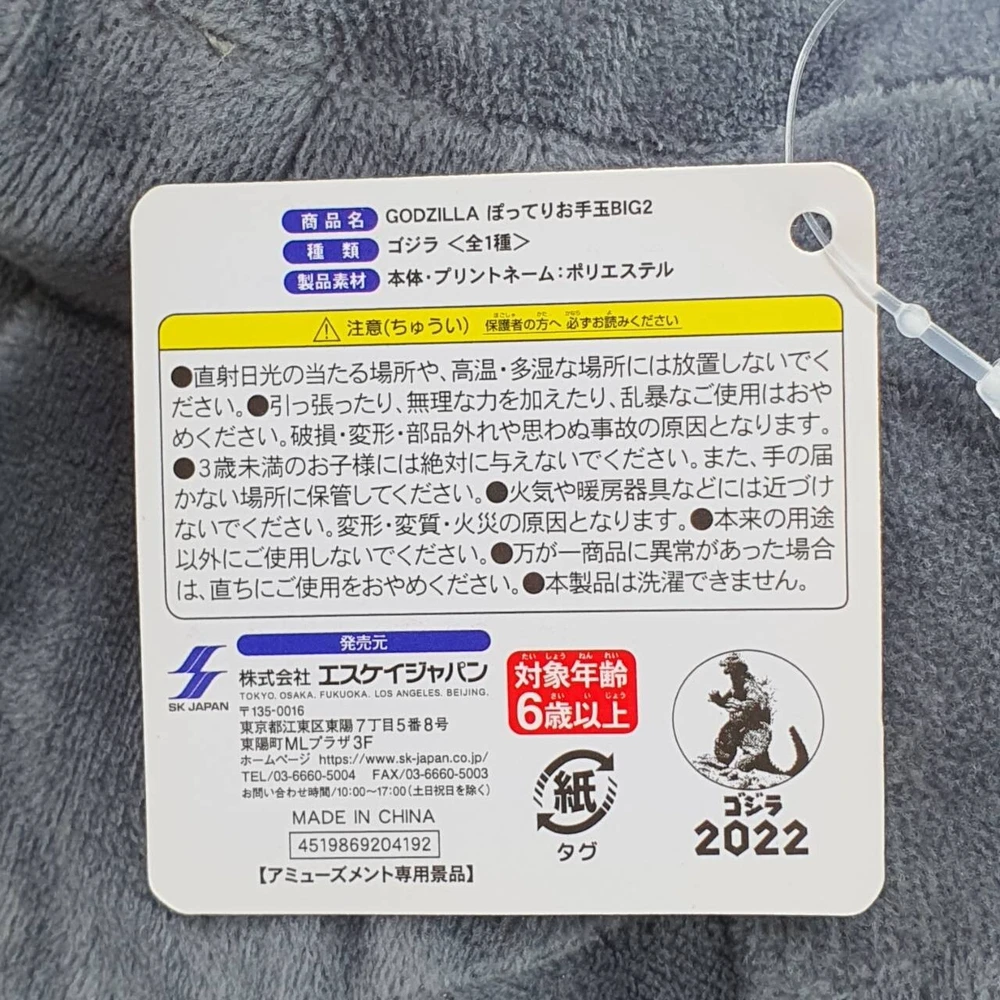 商品名 GODZILLA ぽってりお手玉BIG2
種類 ゴジラ <全1種>
製品素材 本体・プリントネーム：ポリエステル
⚠ 注意(ちゅうい) 保護者の方へ 必ずお読みください
●直射日光の当たる場所や、高温・多湿な場所には放置しないでく
ださい。●引っ張ったり、無理な力を加えたり、乱暴なご使用はおや
めください。破損・変形・部品外れや思わぬ事故の原因となります。
●3歳未満のお子様には絶対に与えないでください。また、手の届
かない場所に保管してください。●火気や暖房器具などには近づけ
ないでください。変形・変質・火災の原因となります。●本来の用途
以外にご使用しないでください。●万が一商品に異常があった場合
は、直ちにご使用をおやめください。●本製品は洗濯できません。
発売元
SK JAPAN
株式会社 エスケイジャパン
TOKYO. OSAKA. FUKUOKA. LOS ANGELES. BEIJING.
〒135-0016
東京都江東区東陽7丁目5番8号
東陽町MLプラザ3F
ホームページ https://www.sk-japan.co.jp/
TEL/03-6660-5004 FAX/03-6660-5003
お問い合わせ時間/10:00〜17:00(土日祝日を除く)
MADE IN CHINA
4519869204192
【アミューズメント専用景品】
たいしょうねんれい
対象年齢
さいいじょう
6歳以上
紙
タグ
ゴジラ
2022